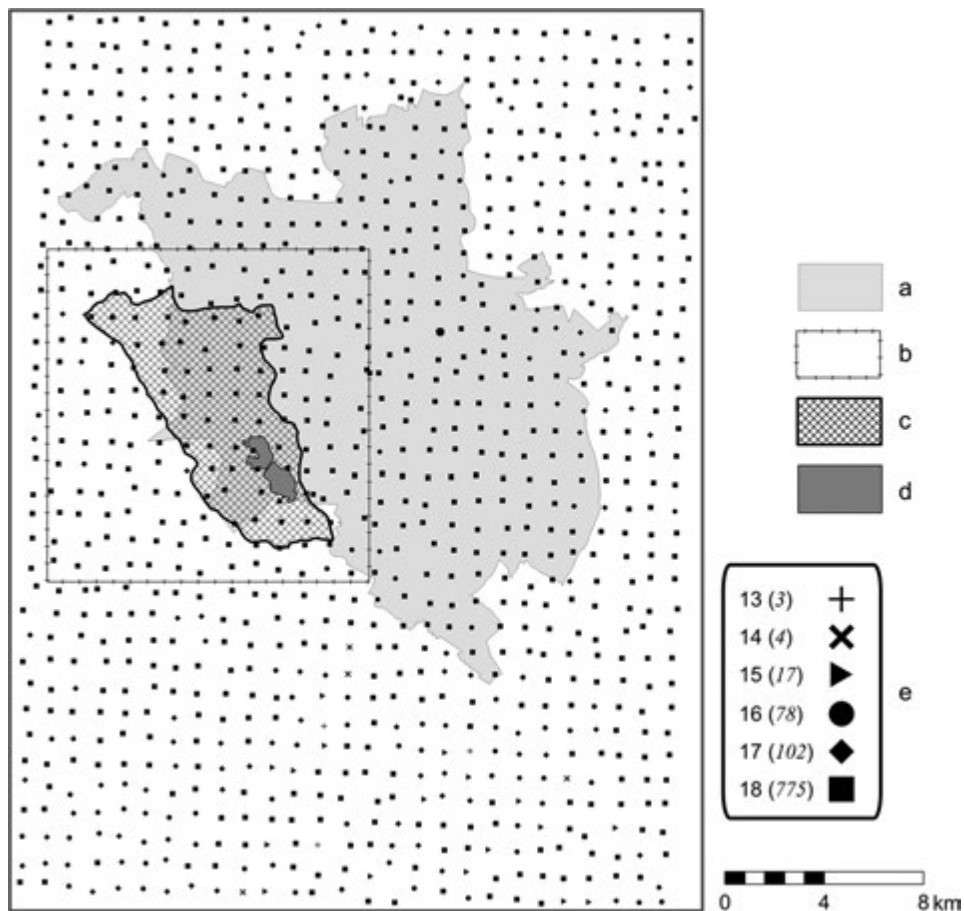 a
b
c
d
13 (3)
14 (4)
15 (17)
16 (78)
17 (102)
18 (775)
e
0 4 8 km